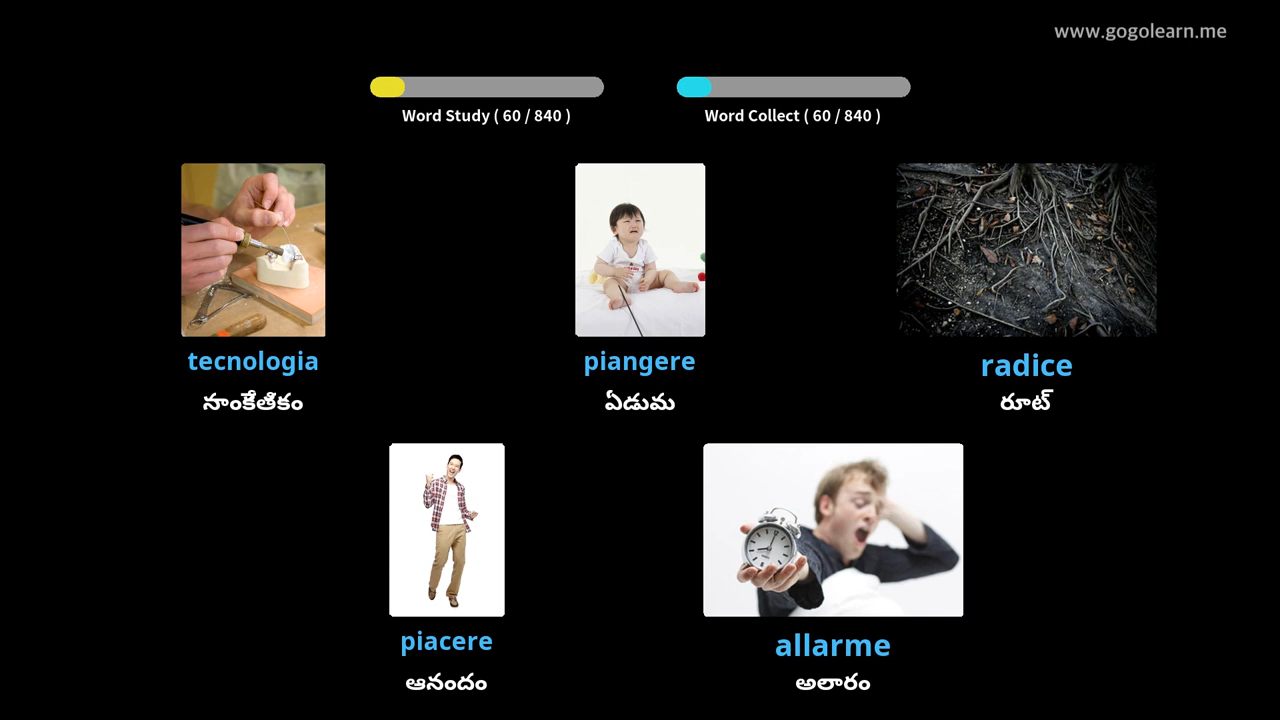 www.gogolearn.me
Word Study ( 60 / 840 )
Word Collect ( 60 / 840 )
tecnologia
సాంకేతికం
piangere
ఏడుమ
radice
రూట్
piacere
ఆనందం
allarme
అలారం